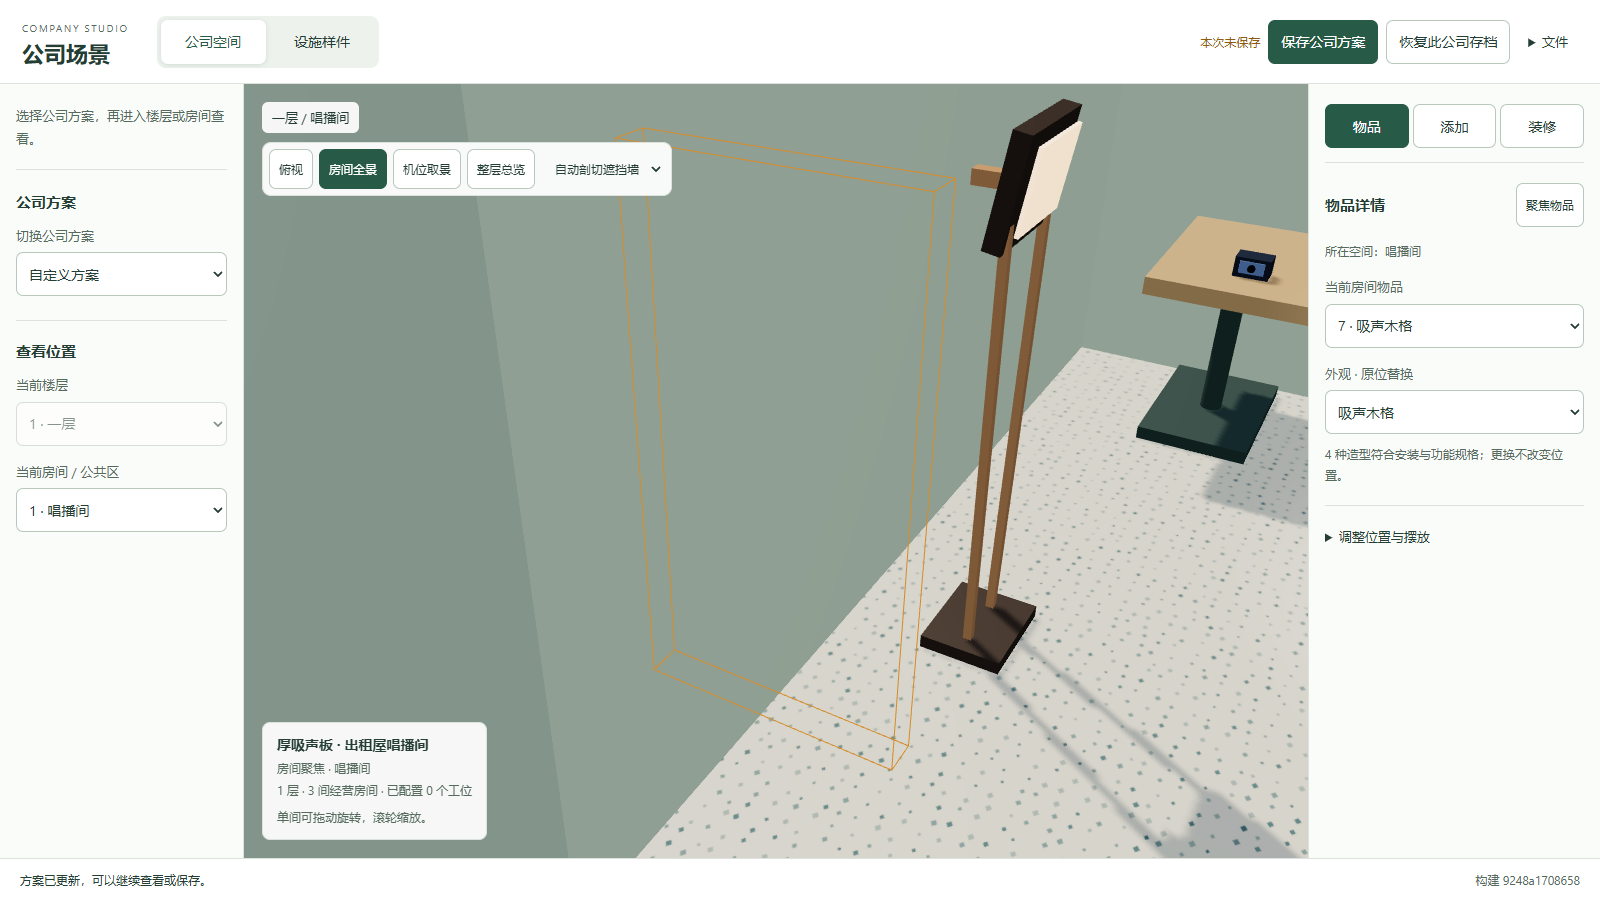 COMPANY STUDIO
公司场景
公司空间
设施样件
本次未保存
保存公司方案
恢复此公司存档
文件
选择公司方案，再进入楼层或房间查
看。
公司方案
切换公司方案
自定义方案
查看位置
当前楼层
1 · 一层
当前房间 / 公共区
1 · 唱播间
一层 / 唱播间
俯视
房间全景
机位取景
整层总览
自动剖切遮挡墙
厚吸声板 · 出租屋唱播间
房间聚焦 · 唱播间
1 层 · 3 间经营房间 · 已配置 0 个工位
单间可拖动旋转，滚轮缩放。
物品
添加
装修
物品详情
聚焦物品
所在空间：唱播间
当前房间物品
7 · 吸声木格
外观 · 原位替换
吸声木格
4 种造型符合安装与功能规格；更换不改变位
置。
调整位置与摆放
方案已更新，可以继续查看或保存。
构建 9248a1708658